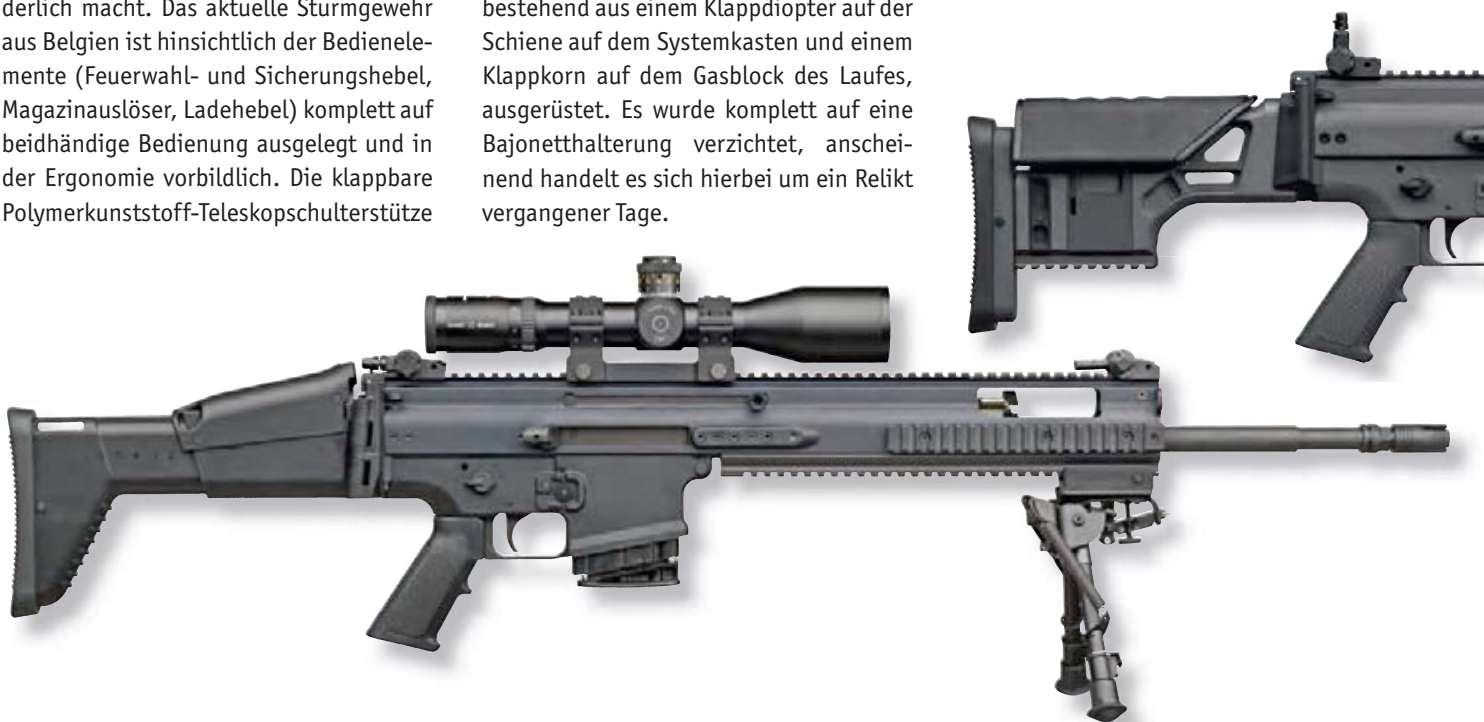 derlich macht. Das aktuelle Sturmgewehr
aus Belgien ist hinsichtlich der Bedienele-
mente (Feuerwahl- und Sicherungshebel,
Magazinauslöser, Ladehebel) komplett auf
beidhändige Bedienung ausgelegt und in
der Ergonomie vorbildlich. Die klappbare
Polymerkunststoff-Teleskopschulterstütze
bestehend aus einem Klappdiopter auf der
Schiene auf dem Systemkasten und einem
Klappkorn auf dem Gasblock des Laufes,
ausgerüstet. Es wurde komplett auf eine
Bajonetthalterung verzichtet, anschei-
nend handelt es sich hierbei um ein Relikt
vergangener Tage.